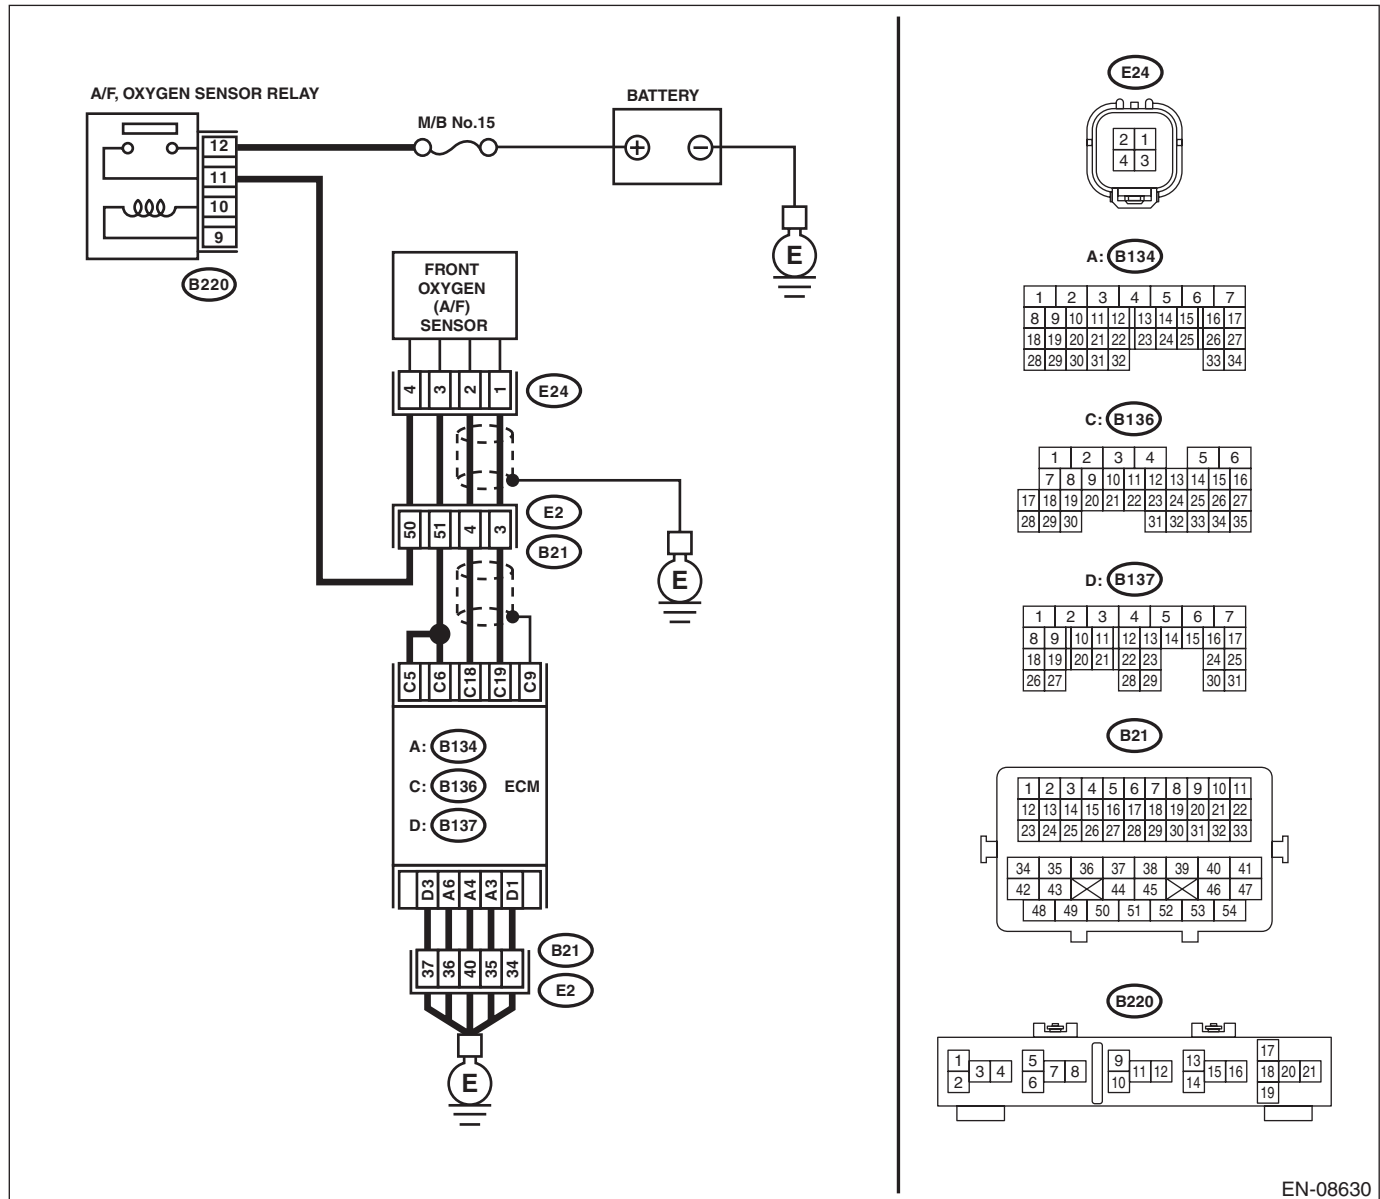 A/F, OXYGEN SENSOR RELAY
12
11
10
9
B220
M/B No.15
BATTERY
+
−
E
FRONT
OXYGEN
(A/F)
SENSOR
4 3 2 1
E24
50 51 4 3
E2
B21
E
C5 C6 C18 C19 C9
A: B134
C: B136 ECM
D: B137
D3 A6 A4 A3 D1
37 36 40 35 34
B21
E2
E
E24
2 1
4 3
A: B134
1 2 3 4 5 6 7
8 9 10 11 12 13 14 15 16 17
18 19 20 21 22 23 24 25 26 27
28 29 30 31 32 33 34
C: B136
1 2 3 4 5 6
7 8 9 10 11 12 13 14 15 16
17 18 19 20 21 22 23 24 25 26 27
28 29 30 31 32 33 34 35
D: B137
1 2 3 4 5 6 7
8 9 10 11 12 13 14 15 16 17
18 19 20 21 22 23 24 25
26 27 28 29 30 31
B21
1 2 3 4 5 6 7 8 9 10 11
12 13 14 15 16 17 18 19 20 21 22
23 24 25 26 27 28 29 30 31 32 33
34 35 36 37 38 39 40 41
42 43 44 45 46 47
48 49 50 51 52 53 54
B220
1 5 9 13 17
3 4 7 8 11 12 15 16 18 20 21
2 6 10 14 19
EN-08630